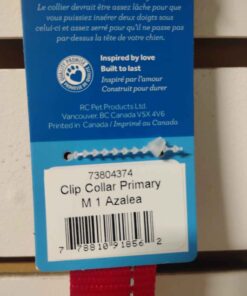 Le collier devrait être assez lâche pour que
vous puissiez insérer deux doigts sous
celui-ci et assez serré pour qu'il ne passe pas
par-dessus la tête de votre chien.
Inspired by love
Built to last
Inspiré par l'amour
Construit pour durer
RC Pet Products Ltd.
Vancouver, BC Canada V5X 4V6
Printed in Canada / Imprimé au Canada
73804374
Clip Collar Primary
M 1 Azalea
7 78810 91856 2